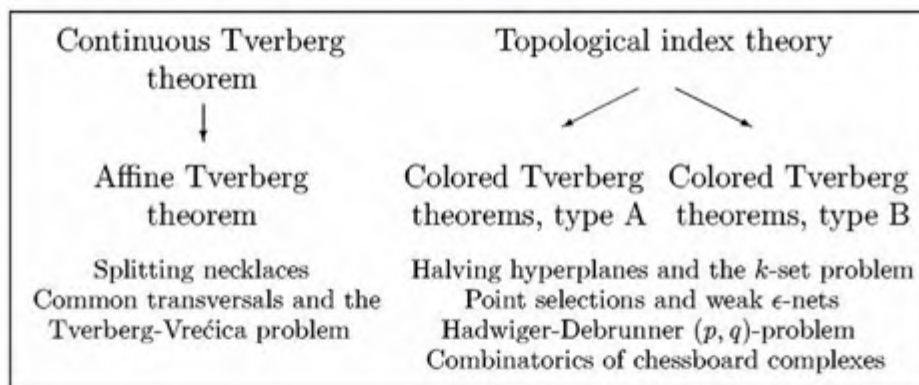 Continuous Tverberg
theorem
Topological index theory
Affine Tverberg
theorem
Colored Tverberg
theorems, type A
Colored Tverberg
theorems, type B
Splitting necklaces
Common transversals and the
Tverberg-Vrećica problem
Halving hyperplanes and the k-set problem
Point selections and weak ϵ-nets
Hadwiger-Debrunner (p, q)-problem
Combinatorics of chessboard complexes